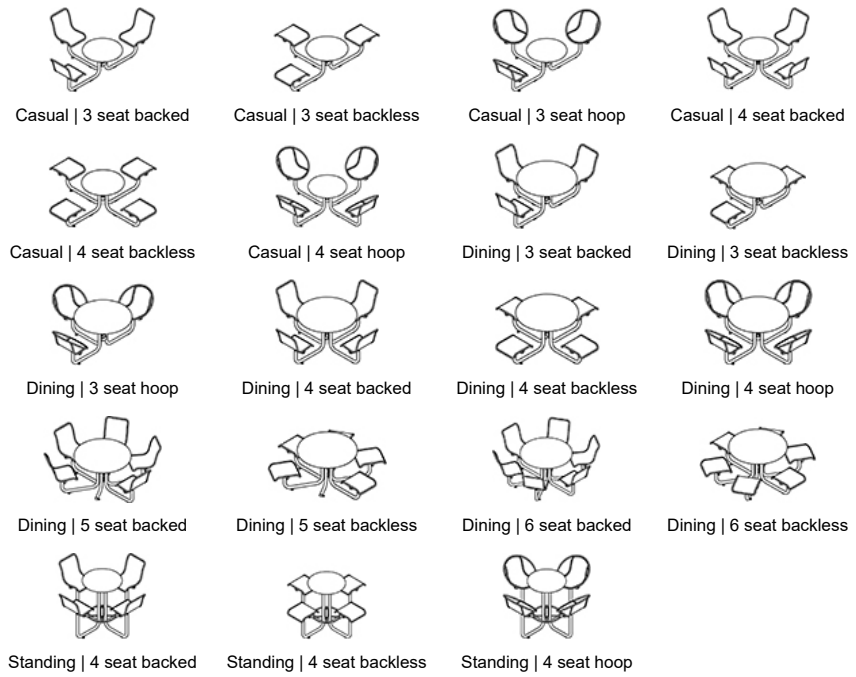 Casual | 3 seat backed
Casual | 3 seat backless
Casual | 3 seat hoop
Casual | 4 seat backed
Casual | 4 seat backless
Casual | 4 seat hoop
Dining | 3 seat backed
Dining | 3 seat backless
Dining | 3 seat hoop
Dining | 4 seat backed
Dining | 4 seat backless
Dining | 4 seat hoop
Dining | 5 seat backed
Dining | 5 seat backless
Dining | 6 seat backed
Dining | 6 seat backless
Standing | 4 seat backed
Standing | 4 seat backless
Standing | 4 seat hoop